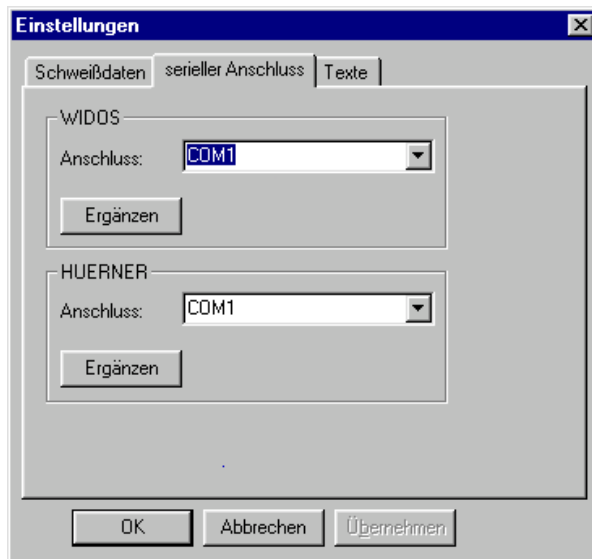 Einstellungen
Schweißdaten serieller Anschluss Texte
WIDOS
Anschluss: COM1
Ergänzen
HUERNER
Anschluss: COM1
Ergänzen
OK Abbrechen Übernehmen